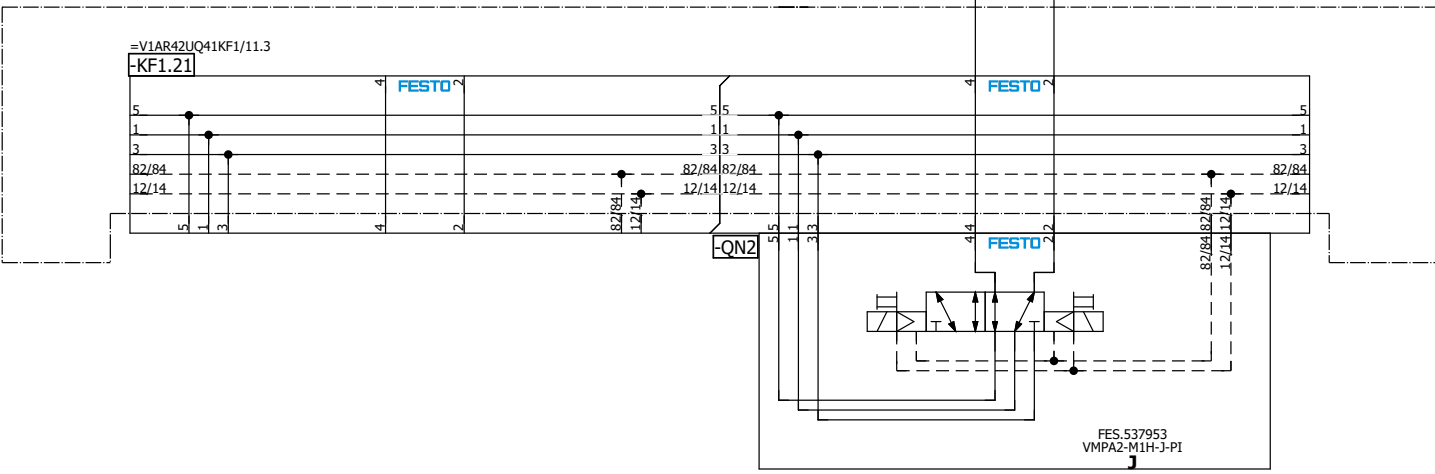 =V1AR42UQ41KF1/11.3
-KF1.21
4 FESTO 2 4 FESTO 2
5 5 5 5
1 1 1 1
3 3 3 3
82/84 82/84 82/84 82/84
12/14 12/14 12/14 12/14
5 1 3 4 2 82/84 12/14 5 1 3 4 2 82/84 12/14
-QN2 5 1 3 4 FESTO 2 82/84 12/14
FES.537953
VMPA2-M1H-J-PI
J